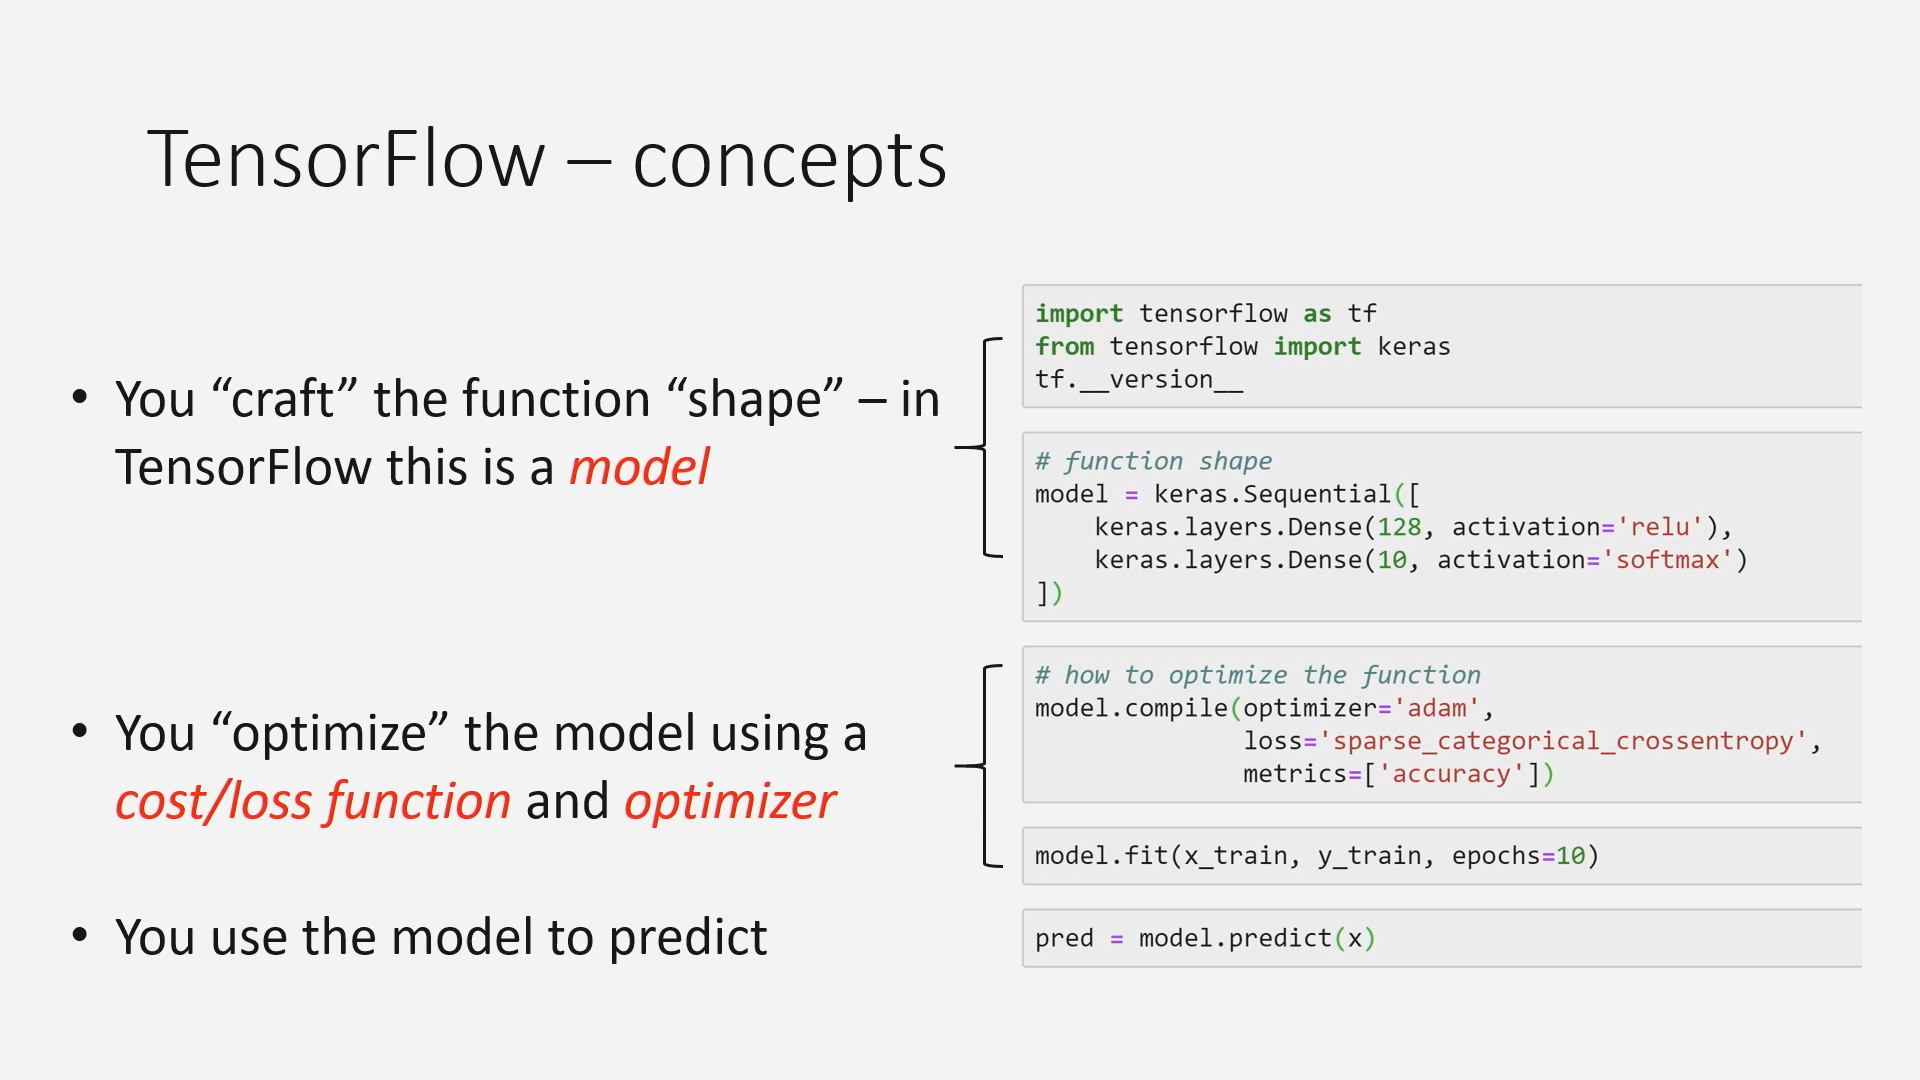 TensorFlow – concepts
• You “craft” the function “shape” – in
TensorFlow this is a model
• You “optimize” the model using a
cost/loss function and optimizer
• You use the model to predict
import tensorflow as tf
from tensorflow import keras
tf.__version__
# function shape
model = keras.Sequential([
    keras.layers.Dense(128, activation='relu'),
    keras.layers.Dense(10, activation='softmax')
])
# how to optimize the function
model.compile(optimizer='adam',
              loss='sparse_categorical_crossentropy',
              metrics=['accuracy'])
model.fit(x_train, y_train, epochs=10)
pred = model.predict(x)